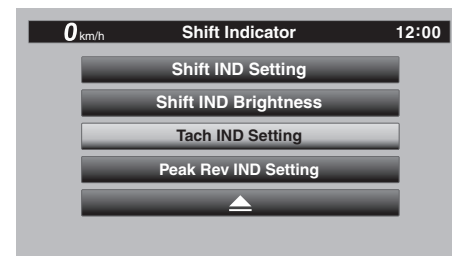 0 km/h Shift Indicator 12:00
Shift IND Setting
Shift IND Brightness
Tach IND Setting
Peak Rev IND Setting